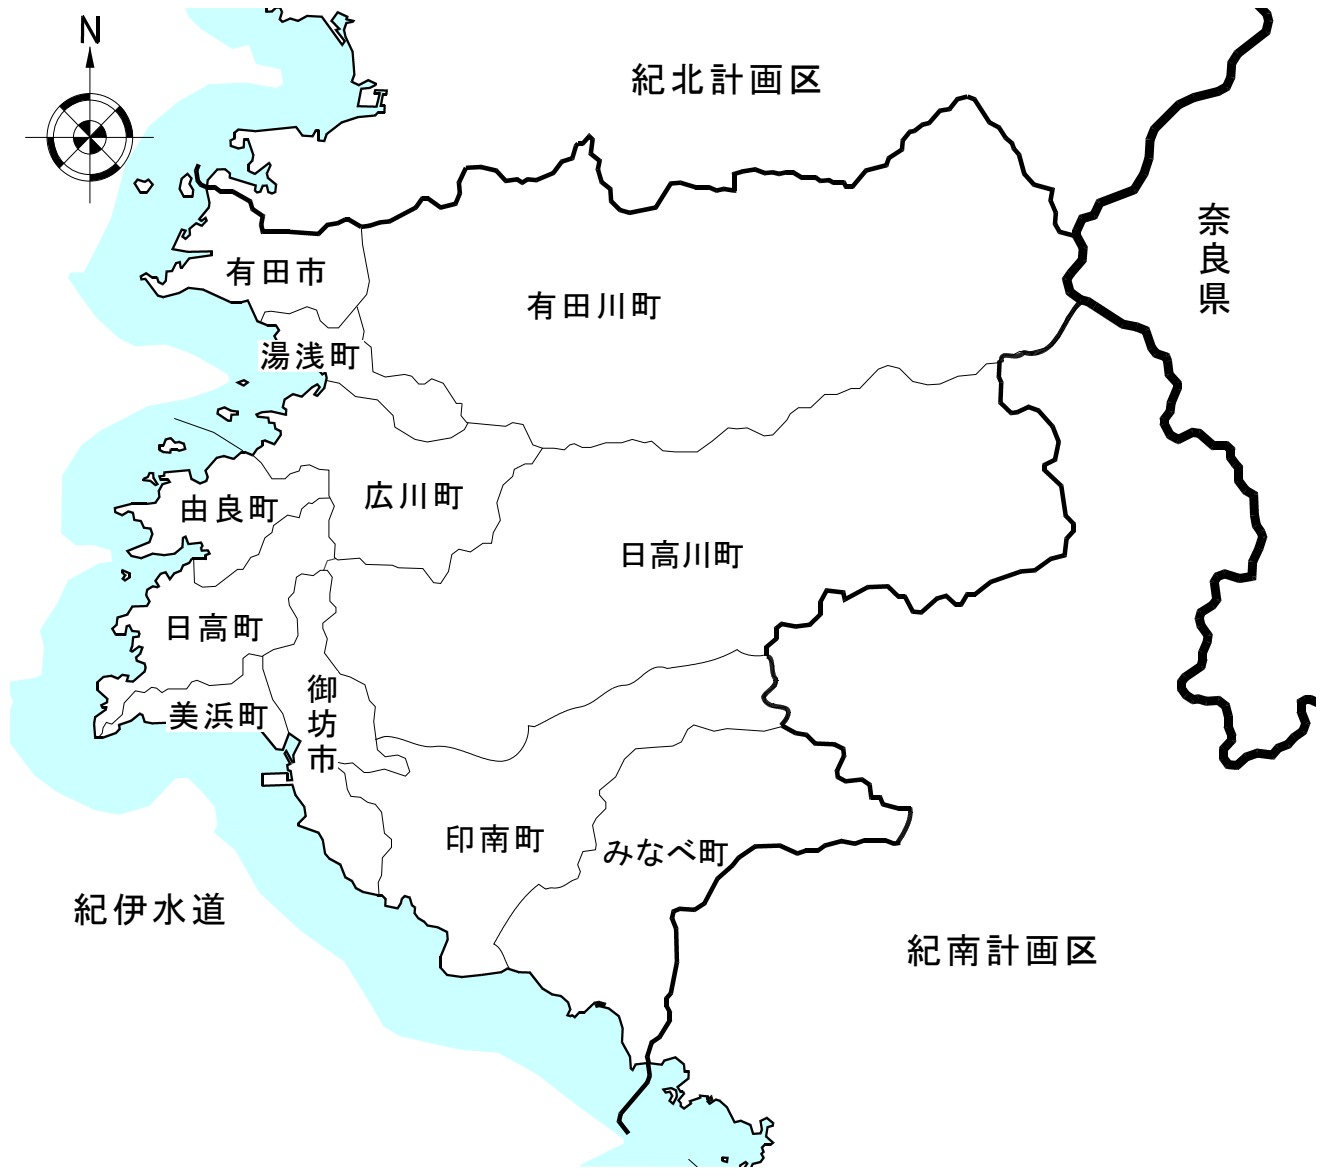 N
紀北計画区
奈良県
有田市
有田川町
湯浅町
広川町
由良町
日高川町
日高町
御坊市
美浜町
印南町
みなべ町
紀伊水道
紀南計画区